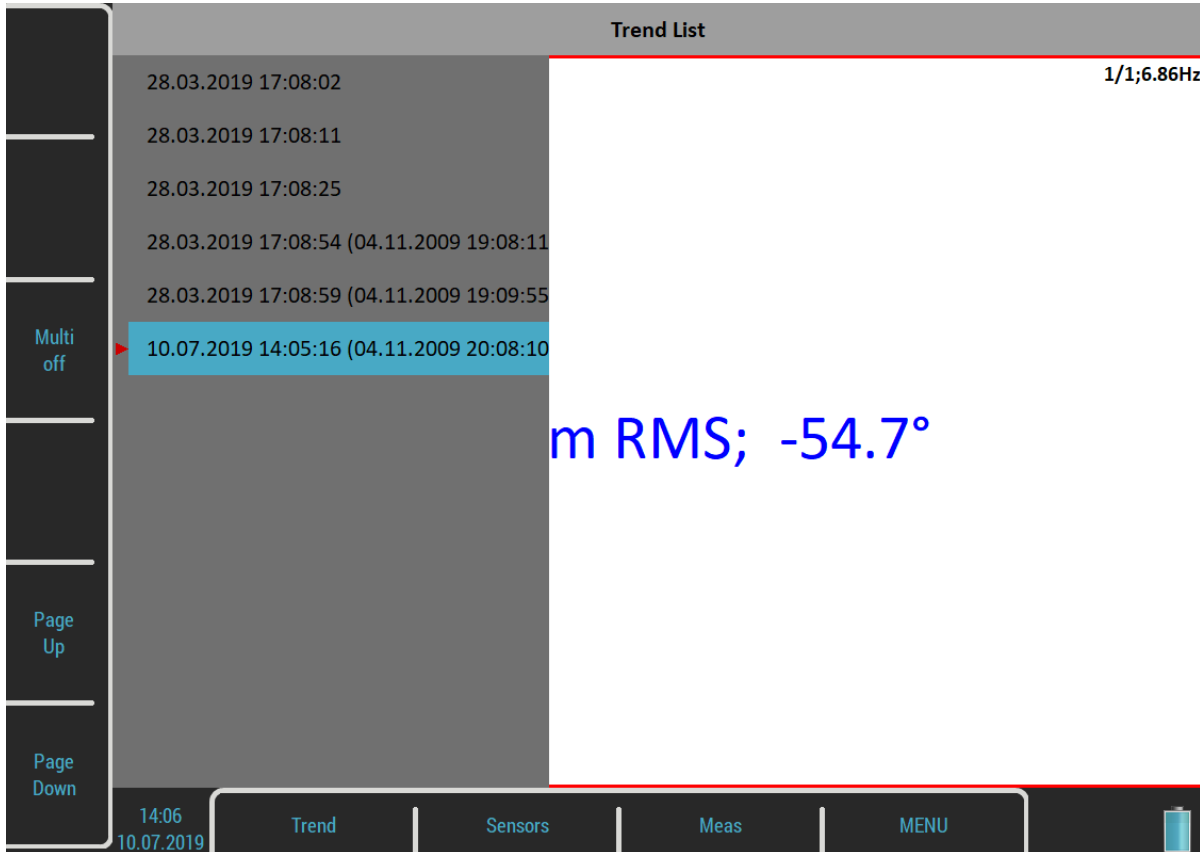 Trend List
28.03.2019 17:08:02
28.03.2019 17:08:11
28.03.2019 17:08:25
28.03.2019 17:08:54 (04.11.2009 19:08:11
28.03.2019 17:08:59 (04.11.2009 19:09:55
10.07.2019 14:05:16 (04.11.2009 20:08:10
1/1;6.86Hz
m RMS; -54.7°
Multi
off
Page
Up
Page
Down
14:06
10.07.2019
Trend
Sensors
Meas
MENU